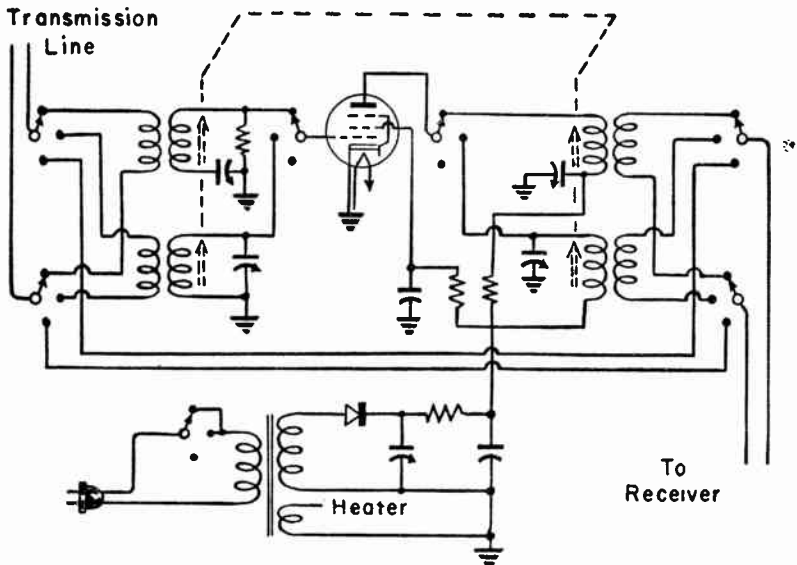 Transmission
Line
Heater
To
Receiver